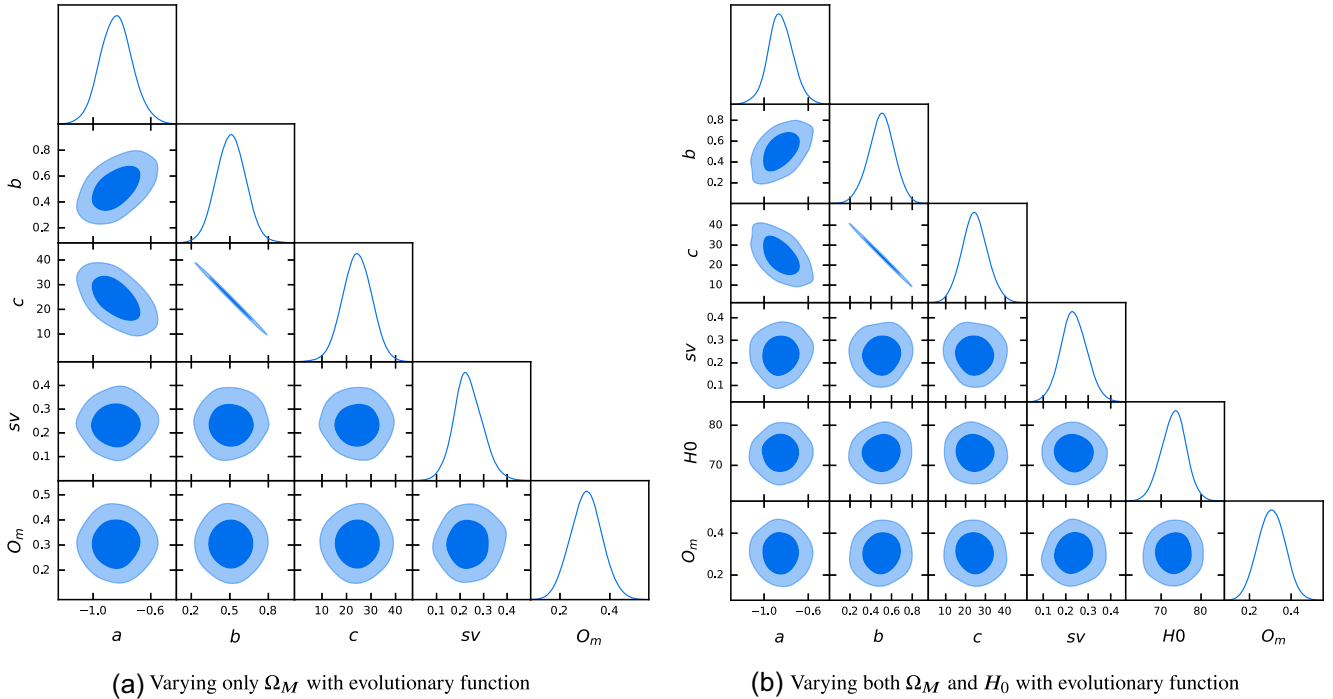 b
0.8
0.6
0.4
0.2
c
40
30
20
10
sv
0.4
0.3
0.2
0.1
O_m
0.5
0.4
0.3
0.2
−1.0 −0.6 0.2 0.5 0.8 10 20 30 40 0.1 0.2 0.3 0.4 0.2 0.4
a b c sv O_m
(a) Varying only Ω_M with evolutionary function
b
0.8
0.6
0.4
0.2
c
40
30
20
10
sv
0.4
0.3
0.2
0.1
H0
80
70
O_m
0.4
0.2
−1.0 −0.6 0.2 0.4 0.6 0.8 10 20 30 40 0.1 0.2 0.3 0.4 70 80 0.2 0.4
a b c sv H0 O_m
(b) Varying both Ω_M and H_0 with evolutionary function